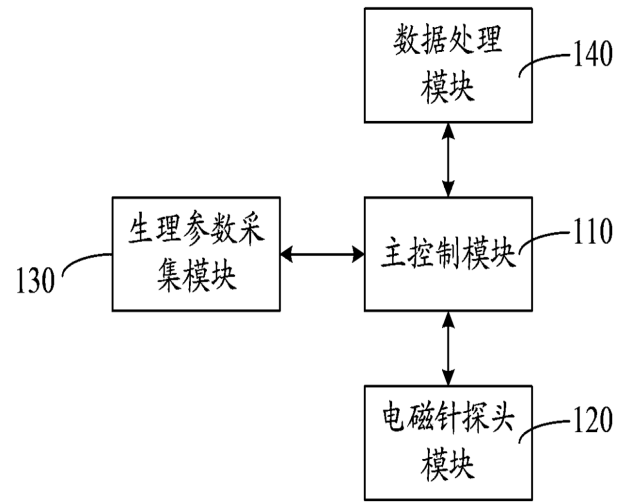 数据处理
模块
140
生理参数采
集模块
130
主控制模块
110
电磁针探头
模块
120